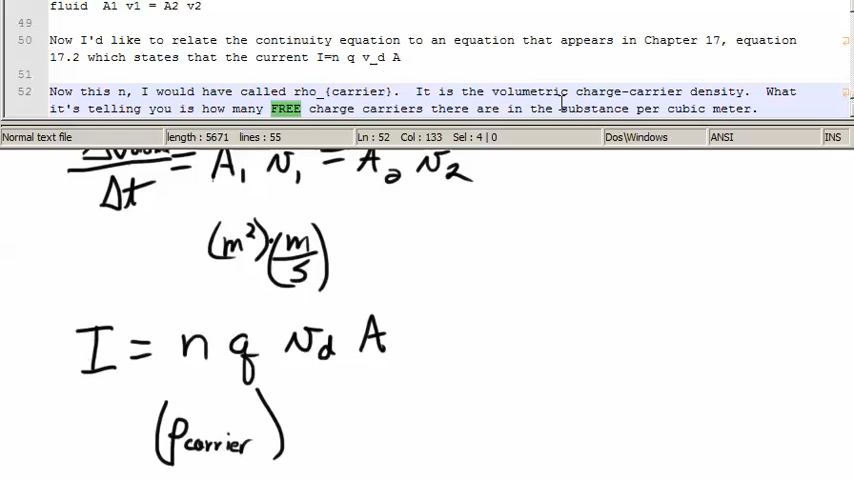 fluid  A1 v1 = A2 v2
49
50 Now I'd like to relate the continuity equation to an equation that appears in Chapter 17, equation
17.2 which states that the current I=n q v_d A
51
52 Now this n, I would have called rho_{carrier}.  It is the volumetric charge-carrier density.  What
it's telling you is how many FREE charge carriers there are in the substance per cubic meter.
Normal text file length : 5671 lines : 55 Ln : 52 Col : 133 Sel : 4 | 0 Dos\Windows ANSI INS
/Δt = A₁ v₁ = A₂ v₂
(m²)·(m/s)
I = n q v_d A
(ρcarrier)